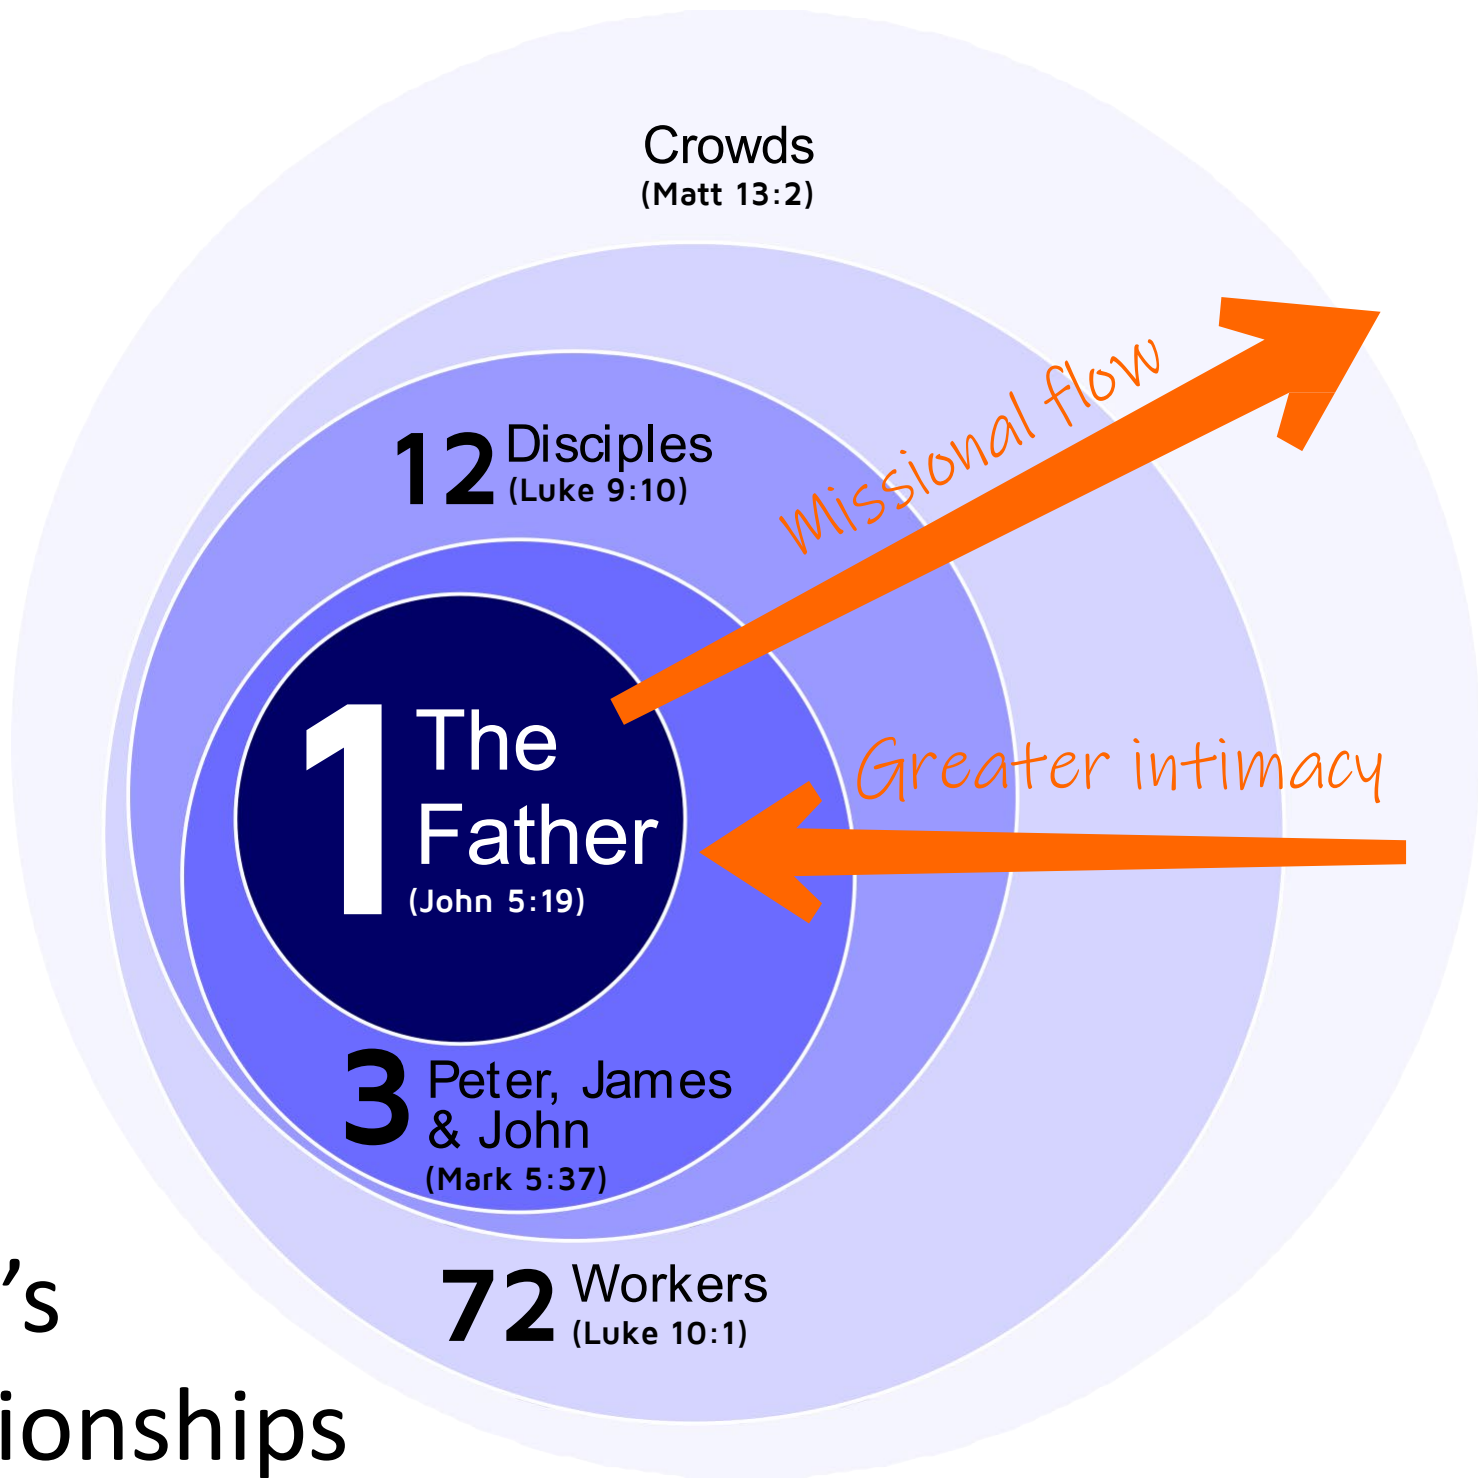 Crowds
(Matt 13:2)
Missional flow
12 Disciples
(Luke 9:10)
1 The
Father
(John 5:19)
Greater intimacy
3 Peter, James
& John
(Mark 5:37)
72 Workers
(Luke 10:1)
’s
ionships